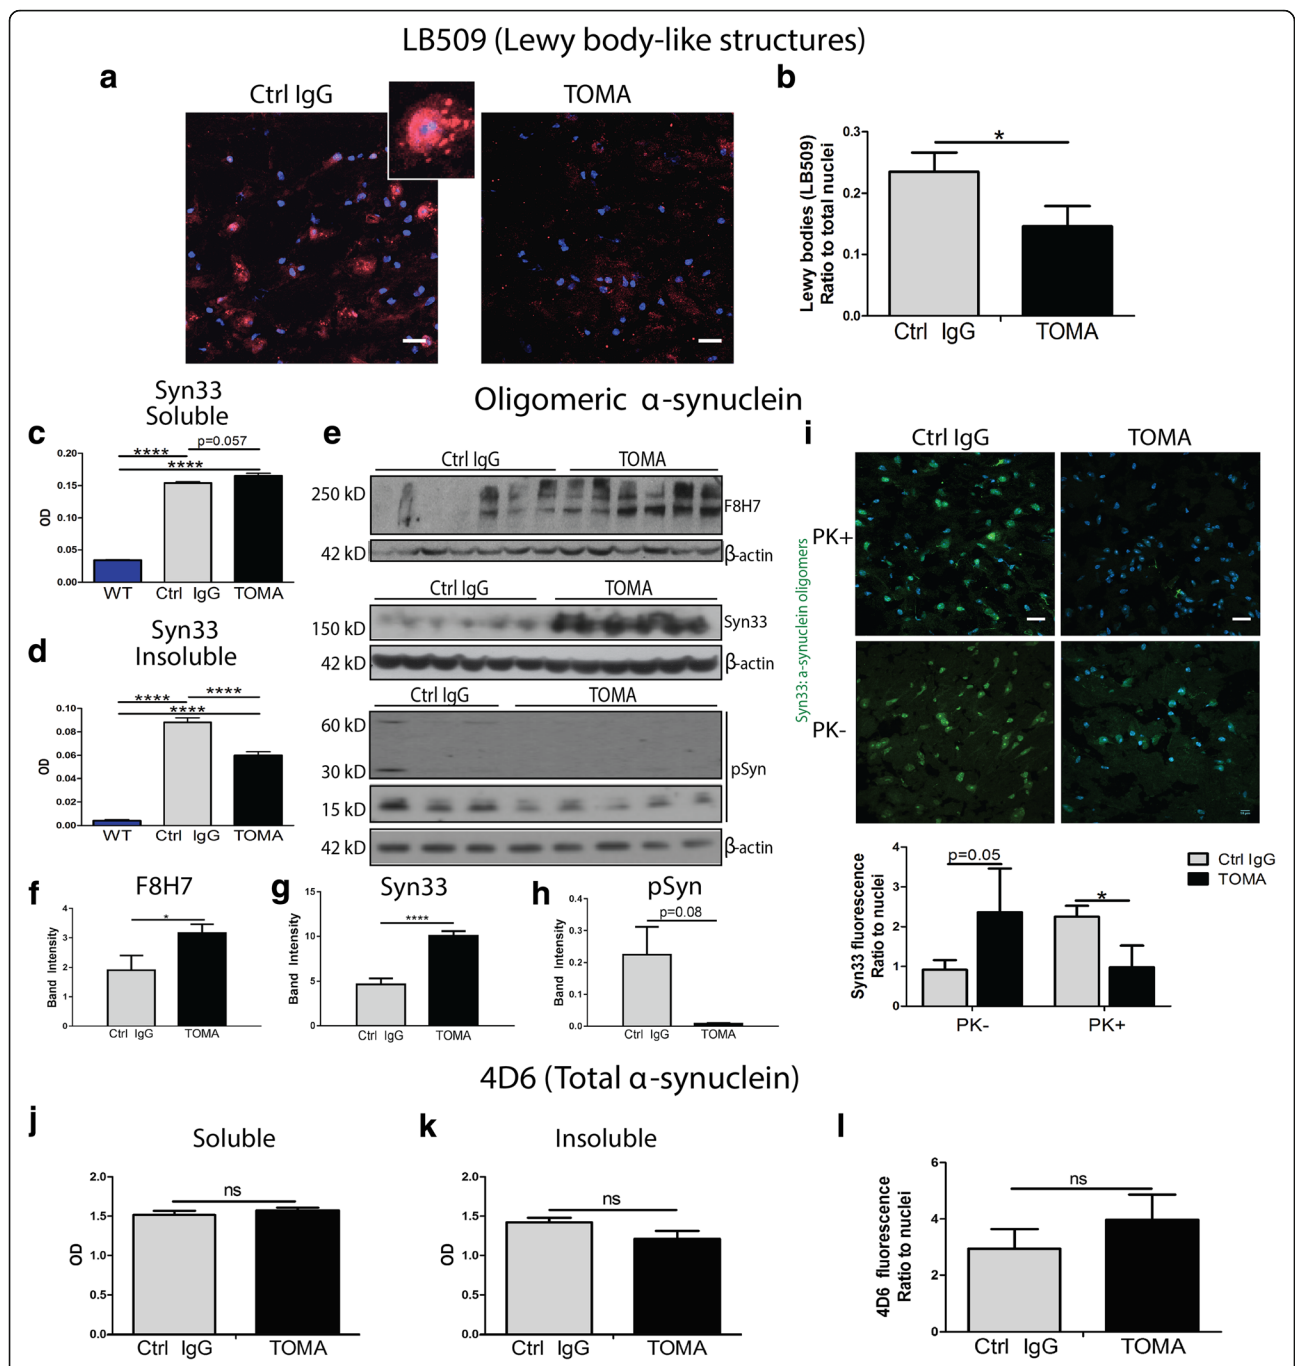 LB509 (Lewy body-like structures)
a
Ctrl IgG
TOMA
b
Lewy bodies (LB509)
Ratio to total nuclei
0.3
0.2
0.1
0.0
*
Ctrl IgG
TOMA
Oligomeric α-synuclein
c
Syn33
Soluble
OD
0.20
0.15
0.10
0.05
0.00
p=0.057
****
****
WT
Ctrl IgG
TOMA
d
Syn33
Insoluble
OD
0.10
0.08
0.06
0.04
0.02
0.00
****
****
****
WT
Ctrl IgG
TOMA
e
Ctrl IgG
TOMA
250 kD
F8H7
42 kD
β-actin
Ctrl IgG
TOMA
150 kD
Syn33
42 kD
β-actin
Ctrl IgG
TOMA
60 kD
30 kD
pSyn
15 kD
42 kD
β-actin
f
F8H7
Band Intensity
4
3
2
1
0
*
Ctrl IgG
TOMA
g
Syn33
Band Intensity
15
10
5
0
****
Ctrl IgG
TOMA
h
pSyn
Band Intensity
0.4
0.3
0.2
0.1
0.0
p=0.08
Ctrl IgG
TOMA
i
Ctrl IgG
TOMA
Syn33: a-synuclein oligomers
PK+
PK-
Syn33 fluorescence
Ratio to nuclei
4
3
2
1
0
p=0.05
*
PK-
PK+
Ctrl IgG
TOMA
4D6 (Total α-synuclein)
j
Soluble
OD
2.0
1.5
1.0
0.5
0.0
ns
Ctrl IgG
TOMA
k
Insoluble
OD
2.0
1.5
1.0
0.5
0.0
ns
Ctrl IgG
TOMA
l
4D6 fluorescence
Ratio to nuclei
6
4
2
0
ns
Ctrl IgG
TOMA